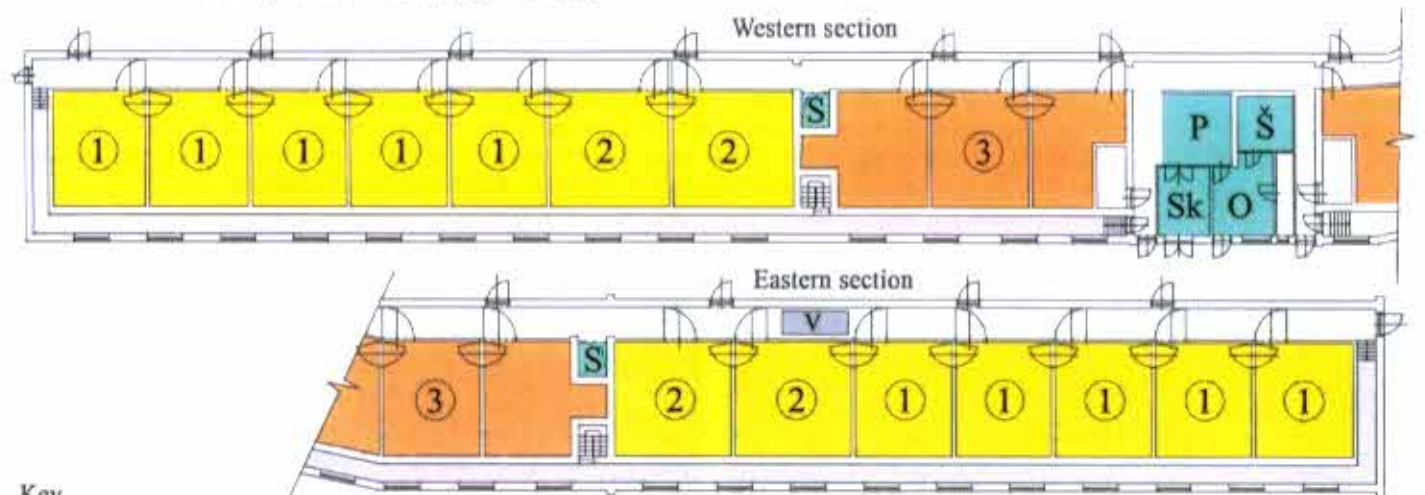 Western section
1 1 1 1 1 2 2 S 3 P Š
Sk O
Eastern section
V
3 S 2 2 1 1 1 1 1
Key